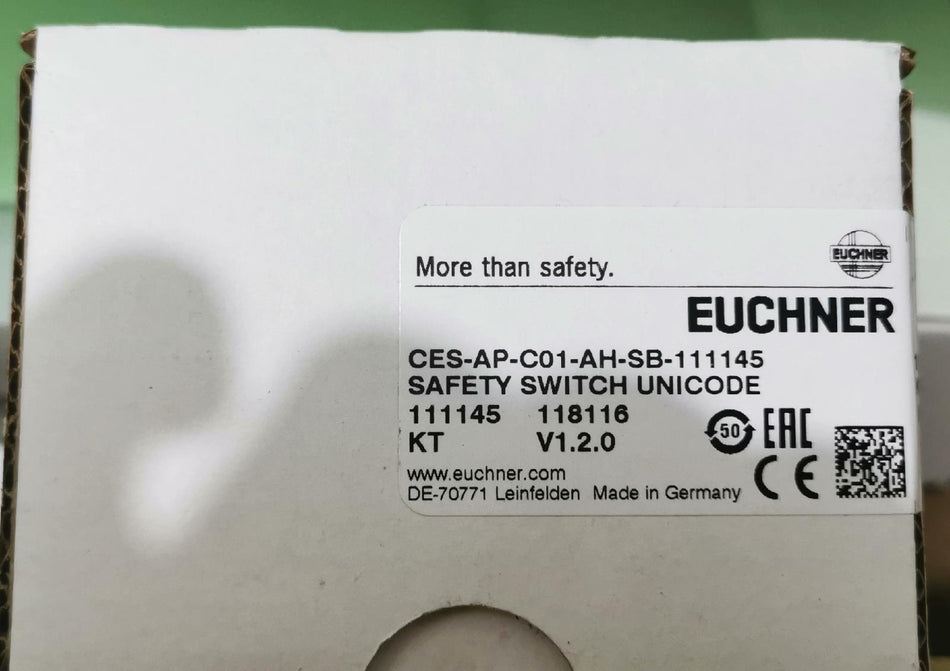 More than safety.
EUCHNER
EUCHNER
CES-AP-C01-AH-SB-111145
SAFETY SWITCH UNICODE
111145 118116
KT V1.2.0
50 EAC
www.euchner.com
CE
DE-70771 Leinfelden Made in Germany